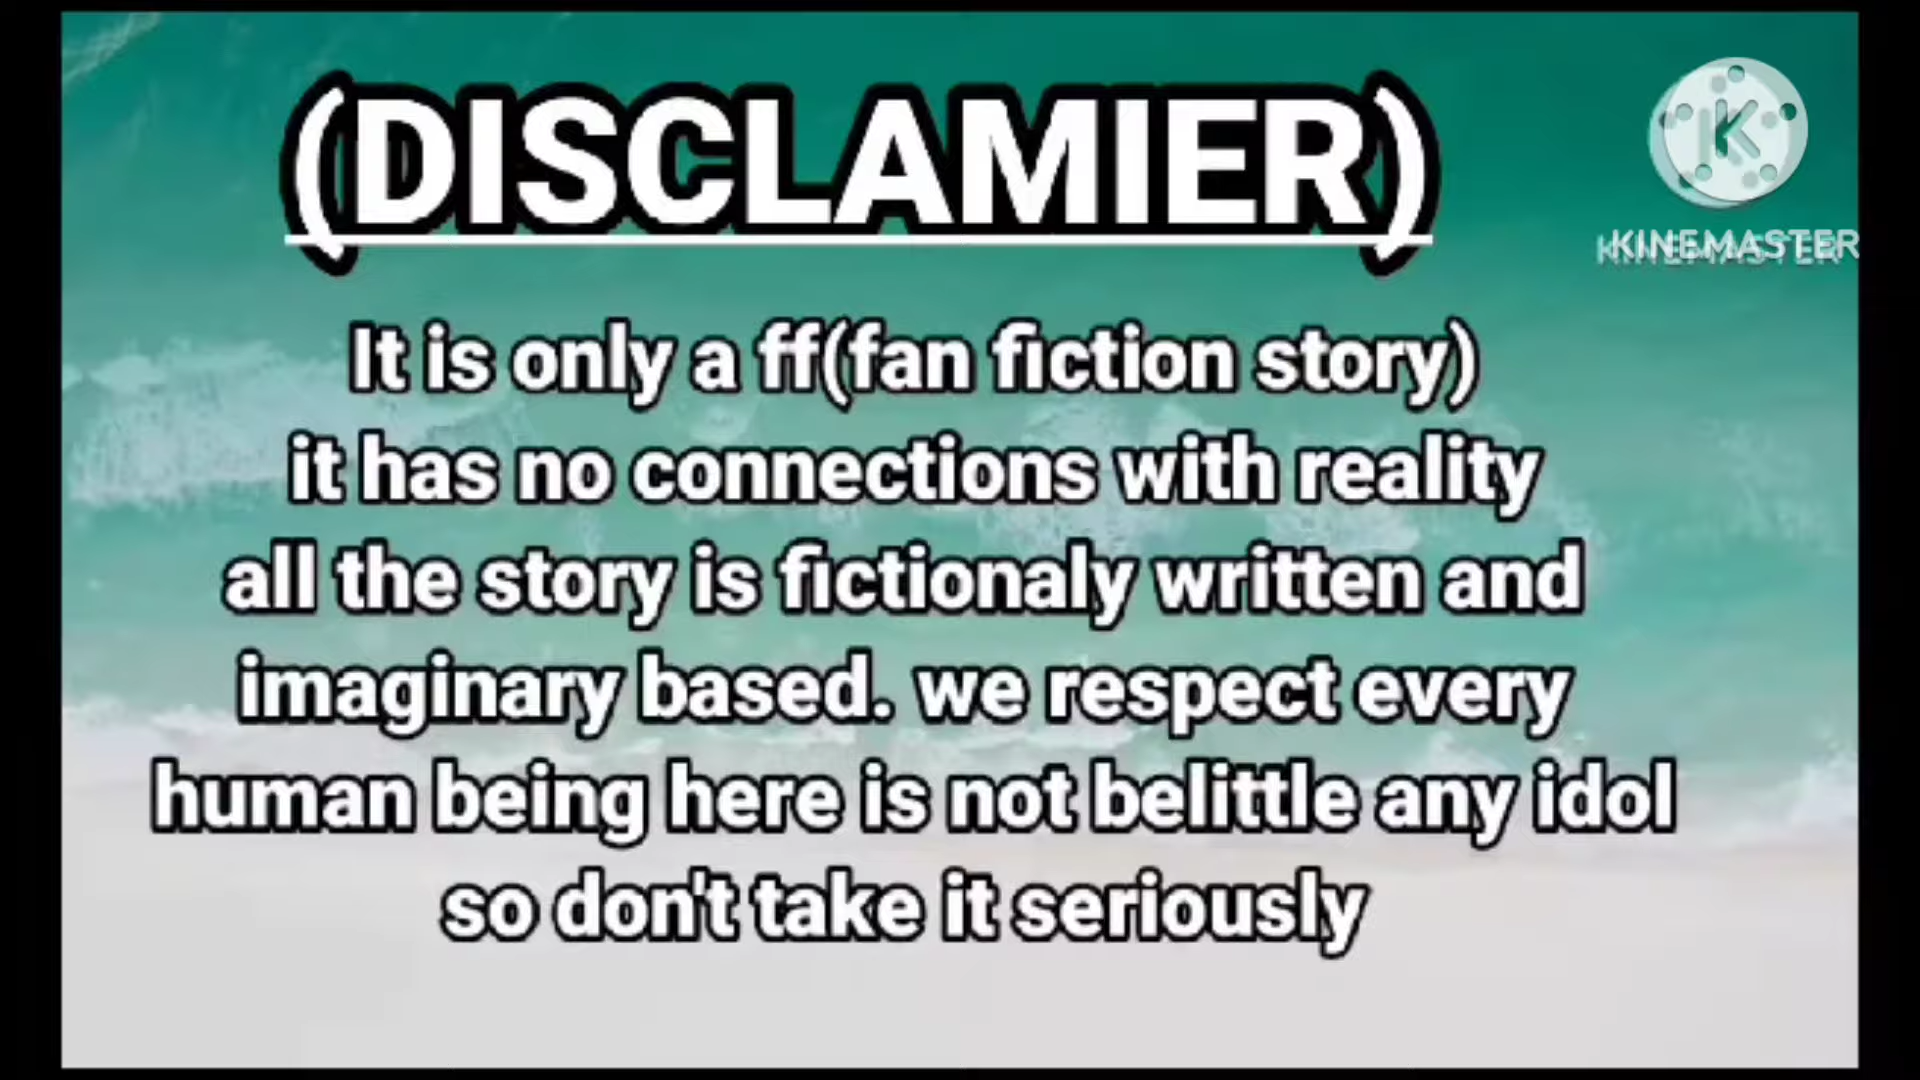 (DISCLAMIER)
KINEMASTER
KINEMASTER
It is only a ff(fan fiction story)
it has no connections with reality
all the story is fictionaly written and
imaginary based. we respect every
human being here is not belittle any idol
so don't take it seriously